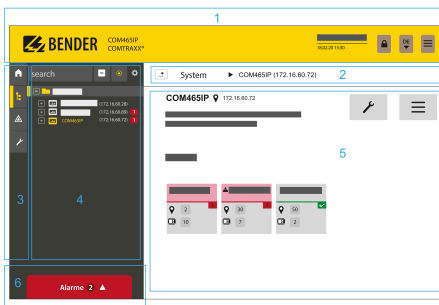 1
BENDER
COM465IP
COMTRAXX®
16.02.20 13:00
DE
search
System ▶ COM465IP (172.16.60.72)
2
(172.16.60.28)
(172.16.60.69) 1
COM465IP (172.16.60.72) 1
COM465IP 172.16.60.72
5
3
4
2
30
50
10
7
2
6
Alarme 2